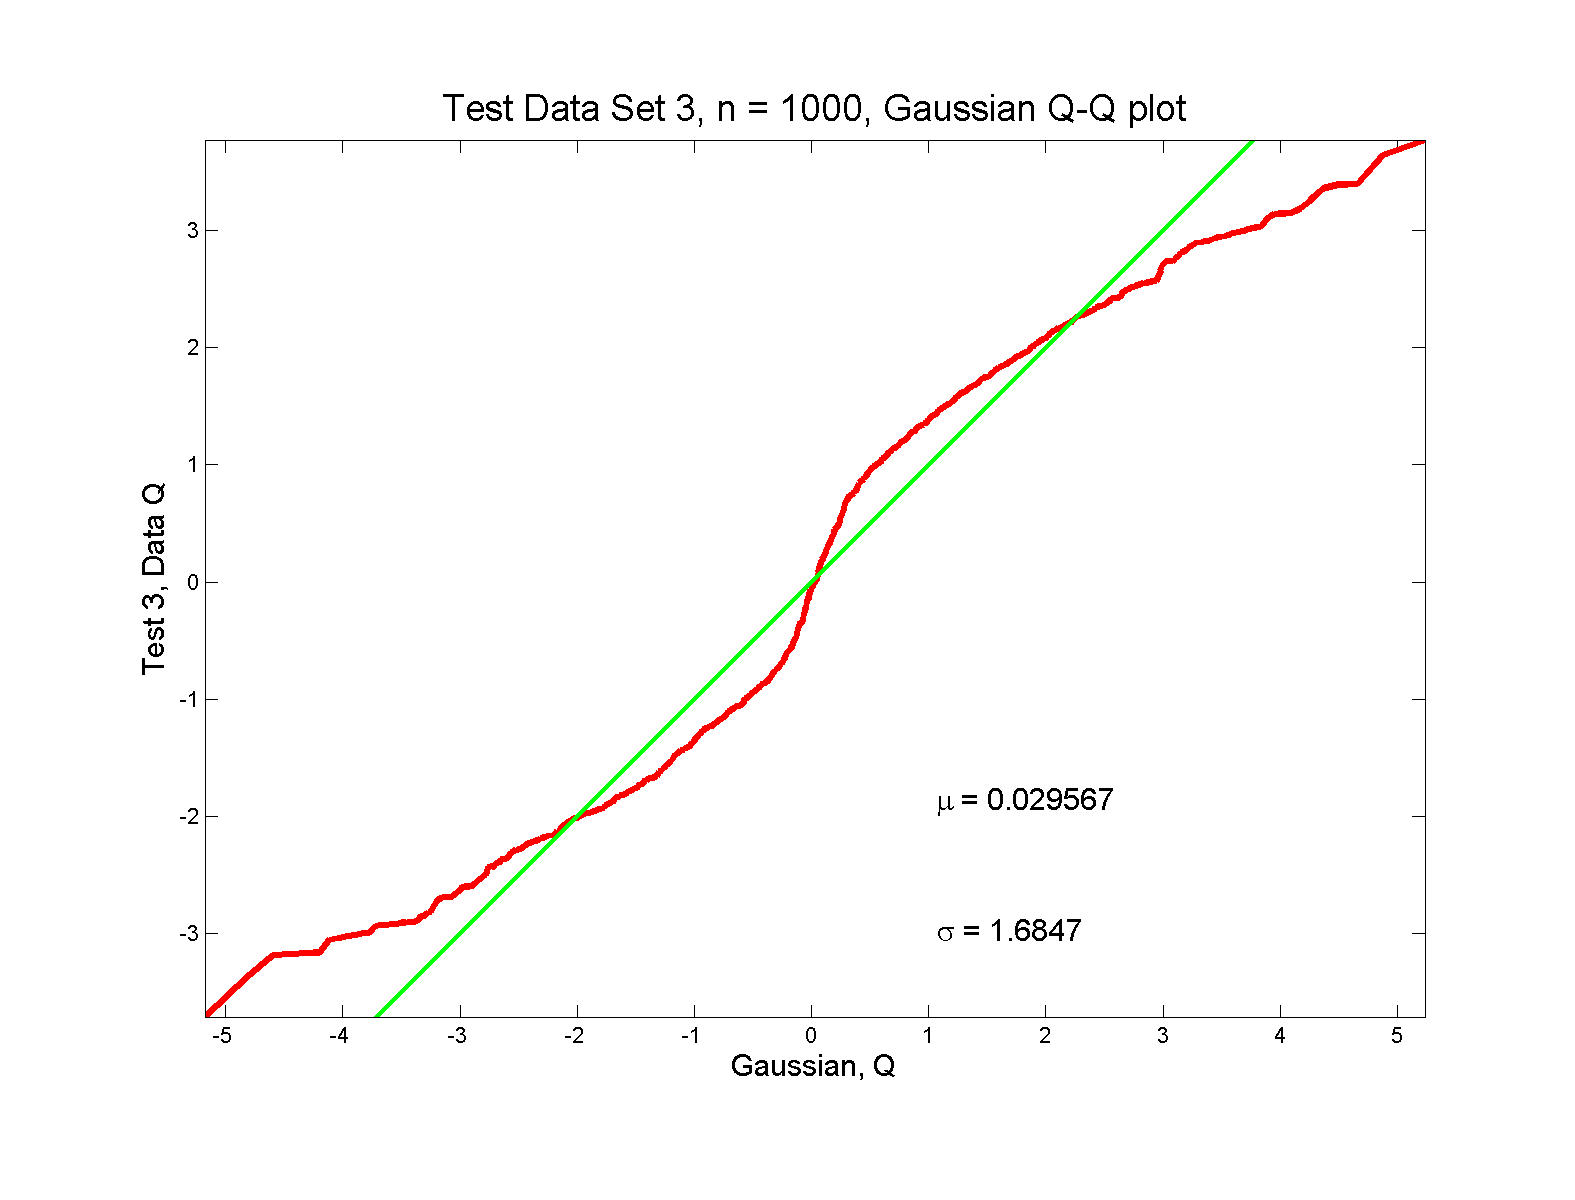 Test Data Set 3, n = 1000, Gaussian Q-Q plot
3
2
1
0
-1
-2
-3
Test 3, Data Q
μ = 0.029567
σ = 1.6847
-5 -4 -3 -2 -1 0 1 2 3 4 5
Gaussian, Q